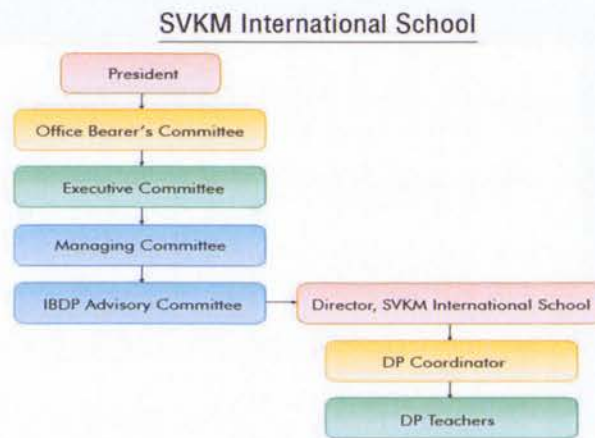 SVKM International School
President
Office Bearer's Committee
Executive Committee
Managing Committee
IBDP Advisory Committee
Director, SVKM International School
DP Coordinator
DP Teachers